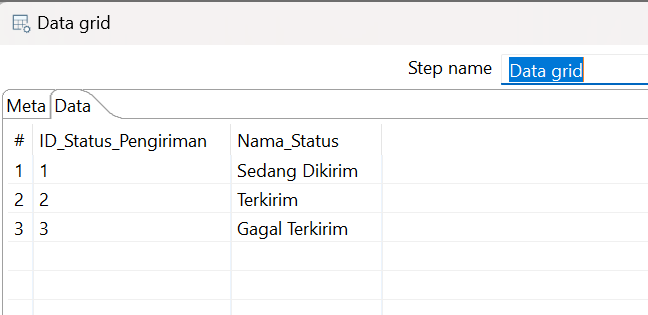 Data grid
Step name Data grid
Meta Data
# ID_Status_Pengiriman Nama_Status
1 1 Sedang Dikirim
2 2 Terkirim
3 3 Gagal Terkirim